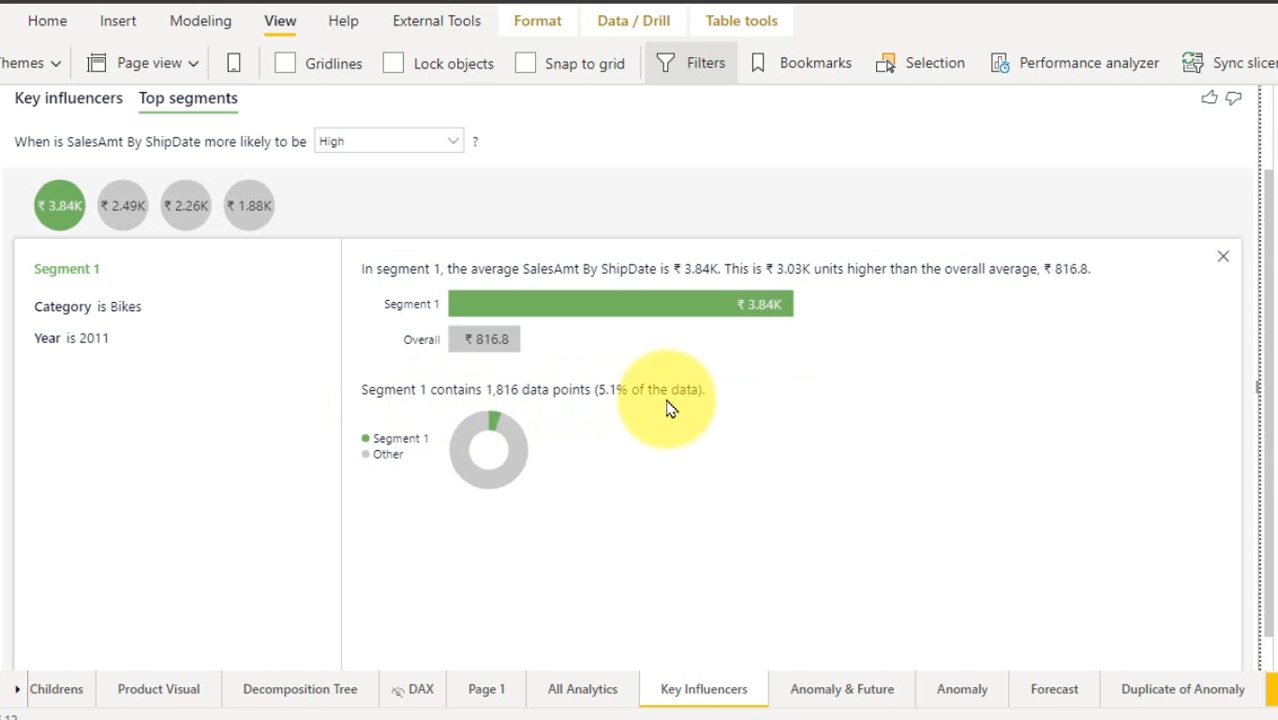 Home Insert Modeling View Help External Tools Format Data / Drill Table tools
Themes Page view Gridlines Lock objects Snap to grid Filters Bookmarks Selection Performance analyzer Sync slicer
Key influencers Top segments
When is SalesAmt By ShipDate more likely to be High ?
₹ 3.84K ₹ 2.49K ₹ 2.26K ₹ 1.88K
Segment 1
Category is Bikes
Year is 2011
In segment 1, the average SalesAmt By ShipDate is ₹ 3.84K. This is ₹ 3.03K units higher than the overall average, ₹ 816.8.
Segment 1 ₹ 3.84K
Overall ₹ 816.8
Segment 1 contains 1,816 data points (5.1% of the data).
Segment 1
Other
Childrens Product Visual Decomposition Tree DAX Page 1 All Analytics Key Influencers Anomaly & Future Anomaly Forecast Duplicate of Anomaly